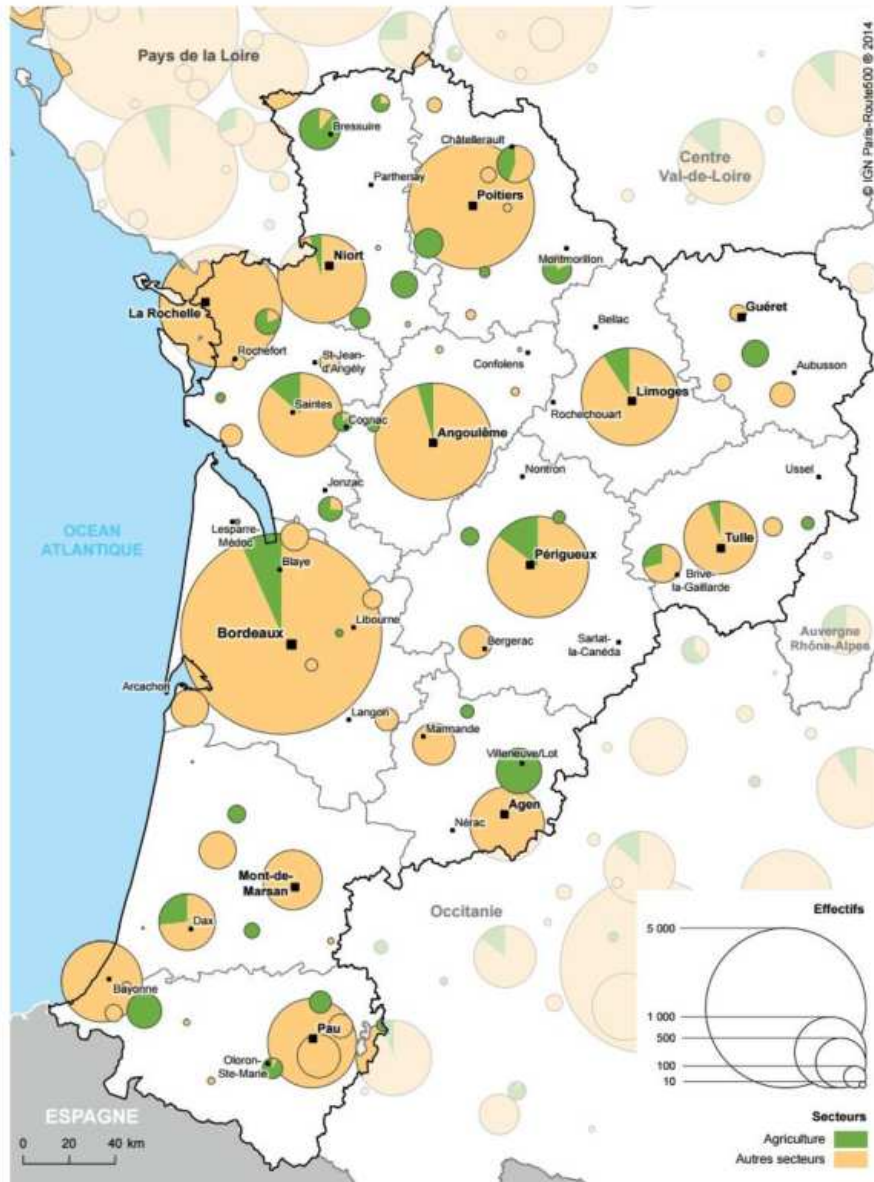 Pays de la Loire
© IGN Paris-Route500 ® 2014
Bressuire
Châtellerault
Centre
Val-de-Loire
Parthenay
Poitiers
Niort
Montmorillon
La Rochelle
Guéret
Bellac
Rochefort
St-Jean-
d'Angély
Confolens
Aubusson
Limoges
Saintes
Rochechouart
Cognac
Angoulême
Nontron
Ussel
Jonzac
OCEAN
ATLANTIQUE
Lesparre-
Médoc
Tulle
Blaye
Périgueux
Brive-
la-Gaillarde
Libourne
Bordeaux
Bergerac
Sarlat-
la-Canéda
Auvergne
Rhône-Alpes
Arcachon
Langon
Marmande
Villeneuve/Lot
Agen
Nérac
Mont-de-
Marsan
Occitanie
Dax
Bayonne
Pau
Oloron-
Ste-Marie
ESPAGNE
0 20 40 km
Effectifs
5 000
1 000
500
100
10
Secteurs
Agriculture
Autres secteurs